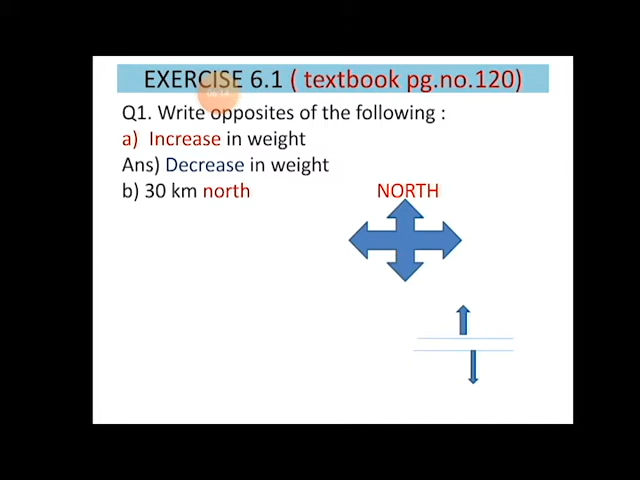 EXERCISE 6.1 ( textbook pg.no.120)
Q1. Write opposites of the following :
a) Increase in weight
Ans) Decrease in weight
b) 30 km north
NORTH